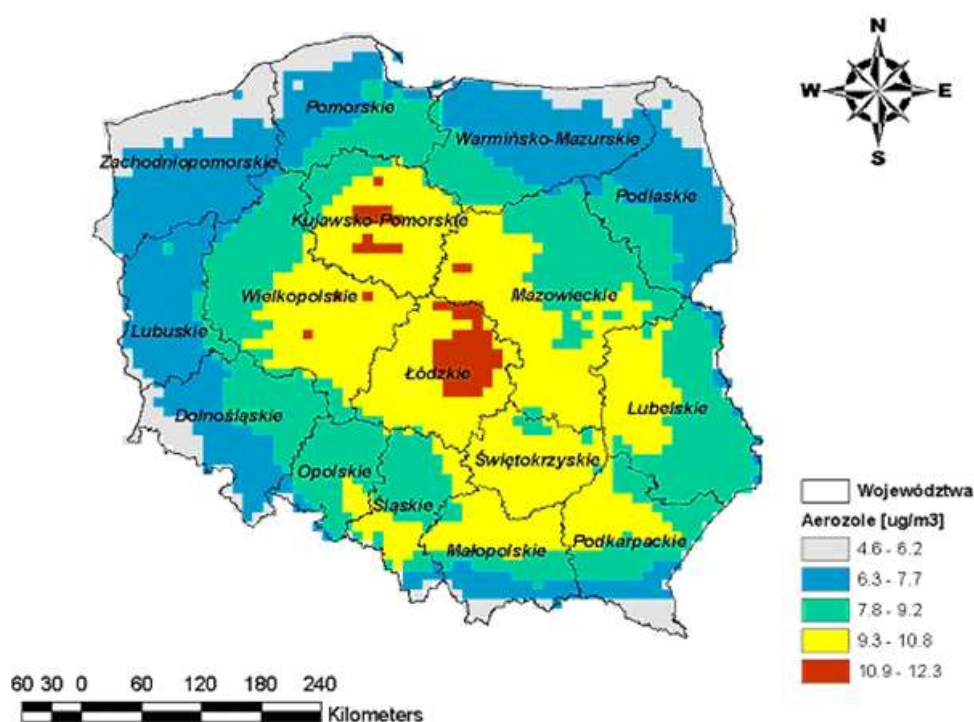 N
W E
S
Pomorskie
Warmińsko-Mazurskie
Zachodniopomorskie
Podlaskie
Kujawsko-Pomorskie
Wielkopolskie
Mazowieckie
Lubuskie
Łódzkie
Dolnośląskie
Lubelskie
Opolskie
Świętokrzyskie
Śląskie
Małopolskie
Podkarpackie
Województwa
Aerozole [ug/m3]
4.6 - 6.2
6.3 - 7.7
7.8 - 9.2
9.3 - 10.8
10.9 - 12.3
60 30 0 60 120 180 240
Kilometers